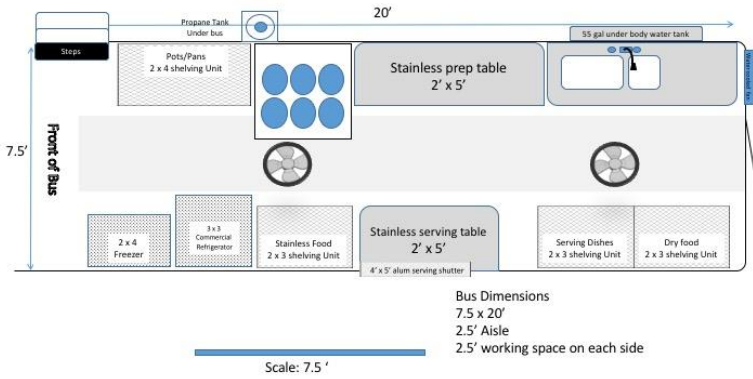 Propane Tank
Under bus
20’
55 gal under body water tank
Steps
Pots/Pans
2 x 4 shelving Unit
Stainless prep table
2’ x 5’
7.5’
Front of Bus
2 x 4
Freezer
3 x 3
Commercial
Refrigerator
Stainless Food
2 x 3 shelving Unit
Stainless serving table
2’ x 5’
4’ x 5’ alum serving shutter
Serving Dishes
2 x 3 shelving Unit
Dry food
2 x 3 shelving Unit
Bus Dimensions
7.5 x 20’
2.5’ Aisle
2.5’ working space on each side
Scale: 7.5 ‘